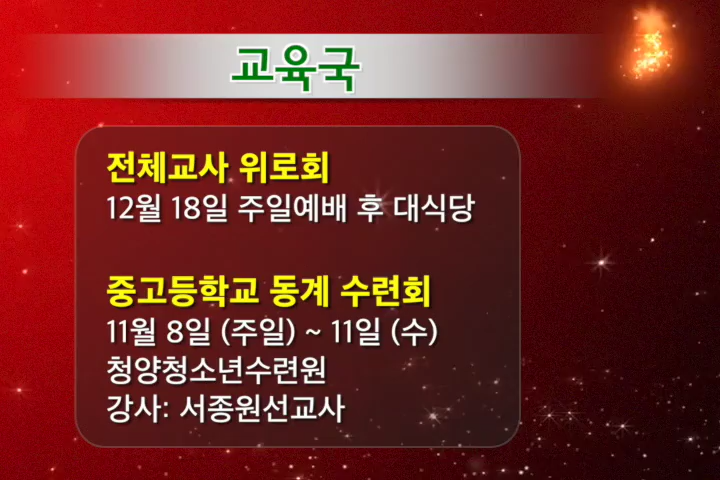 교육국
전체교사 위로회
12월 18일 주일예배 후 대식당
중고등학교 동계 수련회
11월 8일 (주일) ~ 11일 (수)
청양청소년수련원
강사: 서종원선교사